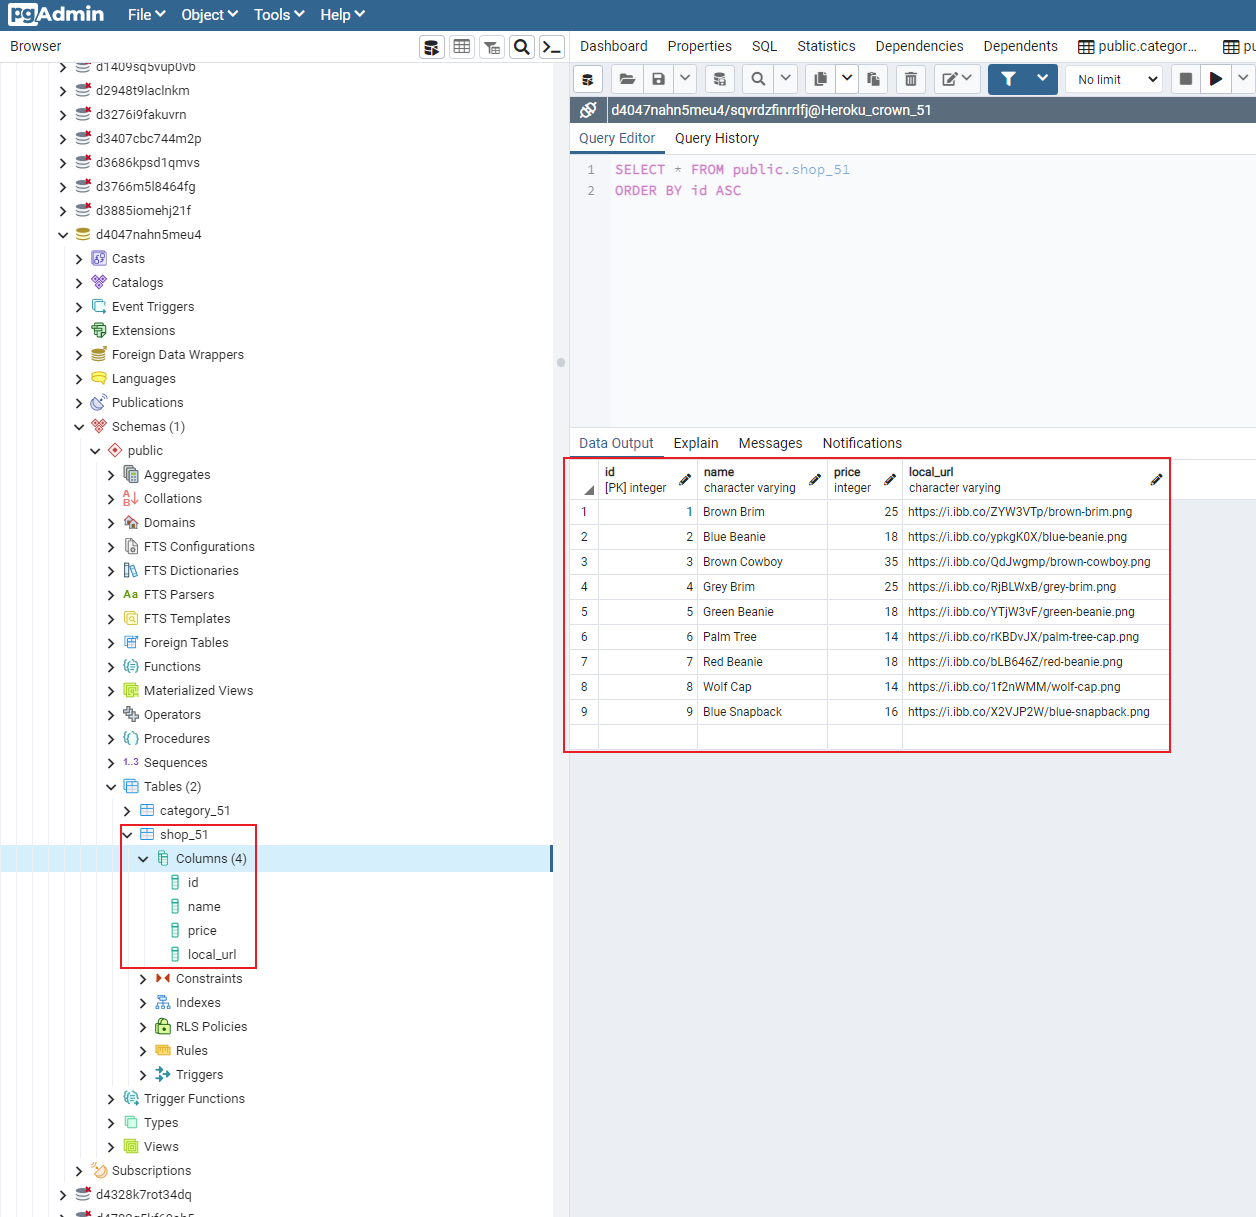 pgAdmin File Object Tools Help
Browser
d1409sq5vup0vb
d2948t9laclnkm
d3276i9fakuvrn
d3407cbc744m2p
d3686kpsd1qmvs
d3766m5l8464fg
d3885iomehj21f
d4047nahn5meu4
Casts
Catalogs
Event Triggers
Extensions
Foreign Data Wrappers
Languages
Publications
Schemas (1)
public
Aggregates
Collations
Domains
FTS Configurations
FTS Dictionaries
Aa FTS Parsers
FTS Templates
Foreign Tables
Functions
Materialized Views
Operators
Procedures
1..3 Sequences
Tables (2)
category_51
shop_51
Columns (4)
id
name
price
local_url
Constraints
Indexes
RLS Policies
Rules
Triggers
Trigger Functions
Types
Views
Subscriptions
d4328k7rot34dq
Dashboard Properties SQL Statistics Dependencies Dependents public.categor...
No limit
d4047nahn5meu4/sqvrdzfinrrlfj@Heroku_crown_51
Query Editor Query History
1 SELECT * FROM public.shop_51
2 ORDER BY id ASC
Data Output Explain Messages Notifications
id name price local_url
[PK] integer character varying integer character varying
1 1 Brown Brim 25 https://i.ibb.co/ZYW3VTp/brown-brim.png
2 2 Blue Beanie 18 https://i.ibb.co/ypkgK0X/blue-beanie.png
3 3 Brown Cowboy 35 https://i.ibb.co/QdJwgmp/brown-cowboy.png
4 4 Grey Brim 25 https://i.ibb.co/RjBLWxB/grey-brim.png
5 5 Green Beanie 18 https://i.ibb.co/YTjW3vF/green-beanie.png
6 6 Palm Tree 14 https://i.ibb.co/rKBDvJX/palm-tree-cap.png
7 7 Red Beanie 18 https://i.ibb.co/bLB646Z/red-beanie.png
8 8 Wolf Cap 14 https://i.ibb.co/1f2nWMM/wolf-cap.png
9 9 Blue Snapback 16 https://i.ibb.co/X2VJP2W/blue-snapback.png